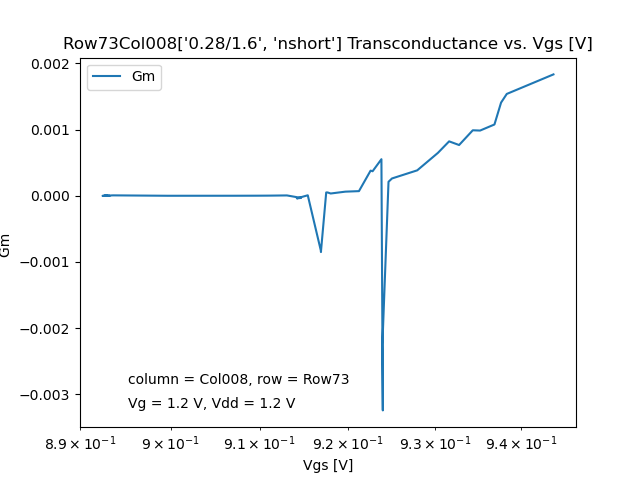 Row73Col008['0.28/1.6', 'nshort'] Transconductance vs. Vgs [V]
Gm
0.002
0.001
0.000
−0.001
−0.002
−0.003
Gm
column = Col008, row = Row73
Vg = 1.2 V, Vdd = 1.2 V
8.9 × 10⁻¹ 9 × 10⁻¹ 9.1 × 10⁻¹ 9.2 × 10⁻¹ 9.3 × 10⁻¹ 9.4 × 10⁻¹
Vgs [V]